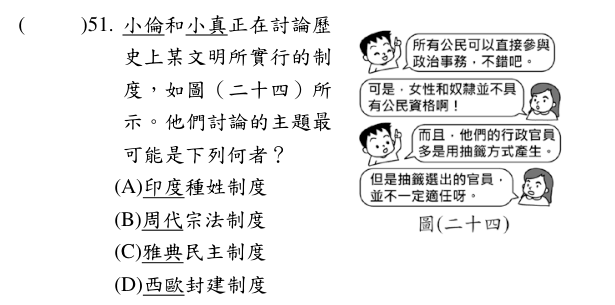 (　　)51. 小倫和小真正在討論歷
史上某文明所實行的制
度，如圖（二十四）所
示。他們討論的主題最
可能是下列何者？
(A)印度種姓制度
(B)周代宗法制度
(C)雅典民主制度
(D)西歐封建制度
所有公民可以直接參與
政治事務，不錯吧。
可是，女性和奴隸並不具
有公民資格啊！
而且，他們的行政官員
多是用抽籤方式產生。
但是抽籤選出的官員，
並不一定適任呀。
圖(二十四)